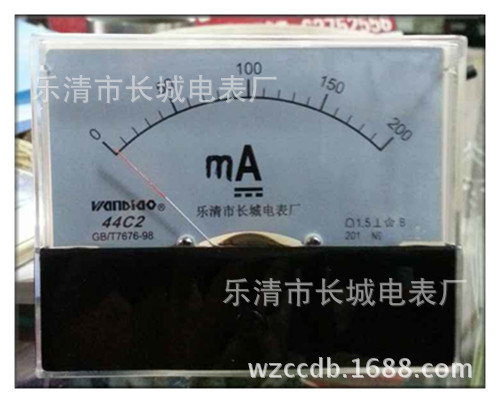 乐清市长城电表厂
0 50 100 150 200
mA
WANBIAO®
乐清市长城电表厂
44C2
GB/T7676-98
1.5 ⊥ ☆ B
201
乐清市长城电表厂
wzccdb.1688.com